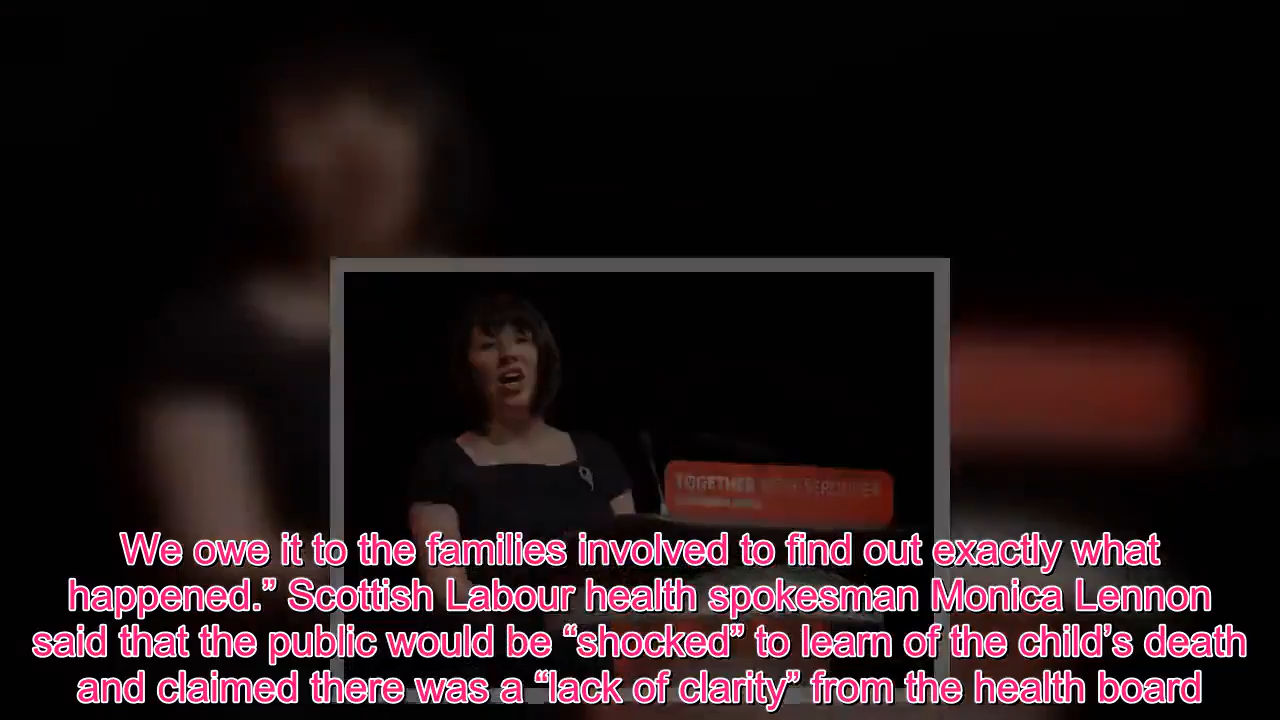 TOGETHER
We owe it to the families involved to find out exactly what
happened.” Scottish Labour health spokesman Monica Lennon
said that the public would be “shocked” to learn of the child’s death
and claimed there was a “lack of clarity” from the health board